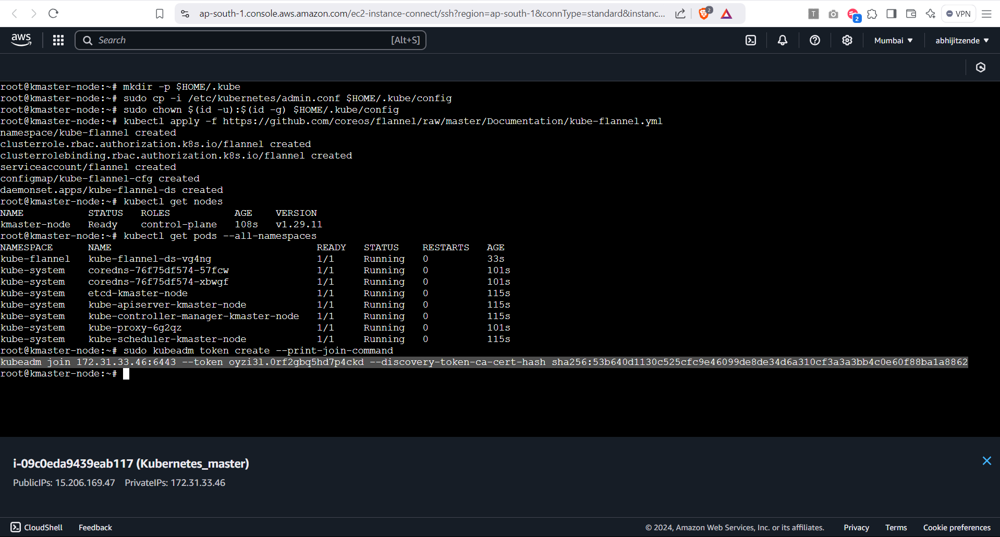 ap-south-1.console.aws.amazon.com/ec2-instance-connect/ssh?region=ap-south-1&connType=standard&instanc...
2
T
2
VPN
aws
Search
[Alt+S]
Mumbai
abhijitzende
root@kmaster-node:~# mkdir -p $HOME/.kube
root@kmaster-node:~# sudo cp -i /etc/kubernetes/admin.conf $HOME/.kube/config
root@kmaster-node:~# sudo chown $(id -u):$(id -g) $HOME/.kube/config
root@kmaster-node:~# kubectl apply -f https://github.com/coreos/flannel/raw/master/Documentation/kube-flannel.yml
namespace/kube-flannel created
clusterrole.rbac.authorization.k8s.io/flannel created
clusterrolebinding.rbac.authorization.k8s.io/flannel created
serviceaccount/flannel created
configmap/kube-flannel-cfg created
daemonset.apps/kube-flannel-ds created
root@kmaster-node:~# kubectl get nodes
NAME STATUS ROLES AGE VERSION
kmaster-node Ready control-plane 108s v1.29.11
root@kmaster-node:~# kubectl get pods --all-namespaces
NAMESPACE NAME READY STATUS RESTARTS AGE
kube-flannel kube-flannel-ds-vg4ng 1/1 Running 0 33s
kube-system coredns-76f75df574-57fcw 1/1 Running 0 101s
kube-system coredns-76f75df574-xbwgf 1/1 Running 0 101s
kube-system etcd-kmaster-node 1/1 Running 0 115s
kube-system kube-apiserver-kmaster-node 1/1 Running 0 115s
kube-system kube-controller-manager-kmaster-node 1/1 Running 0 115s
kube-system kube-proxy-6g2qz 1/1 Running 0 101s
kube-system kube-scheduler-kmaster-node 1/1 Running 0 115s
root@kmaster-node:~# sudo kubeadm token create --print-join-command
kubeadm join 172.31.33.46:6443 --token oyzi3l.0rf2gbq5hd7p4ckd --discovery-token-ca-cert-hash sha256:53b640d1130c525cfc9e46099de8de34d6a310cf3a3a3bb4c0e60f88ba1a8862
root@kmaster-node:~#
i-09c0eda9439eab117 (Kubernetes_master)
PublicIPs: 15.206.169.47 PrivateIPs: 172.31.33.46
CloudShell
Feedback
© 2024, Amazon Web Services, Inc. or its affiliates.
Privacy
Terms
Cookie preferences